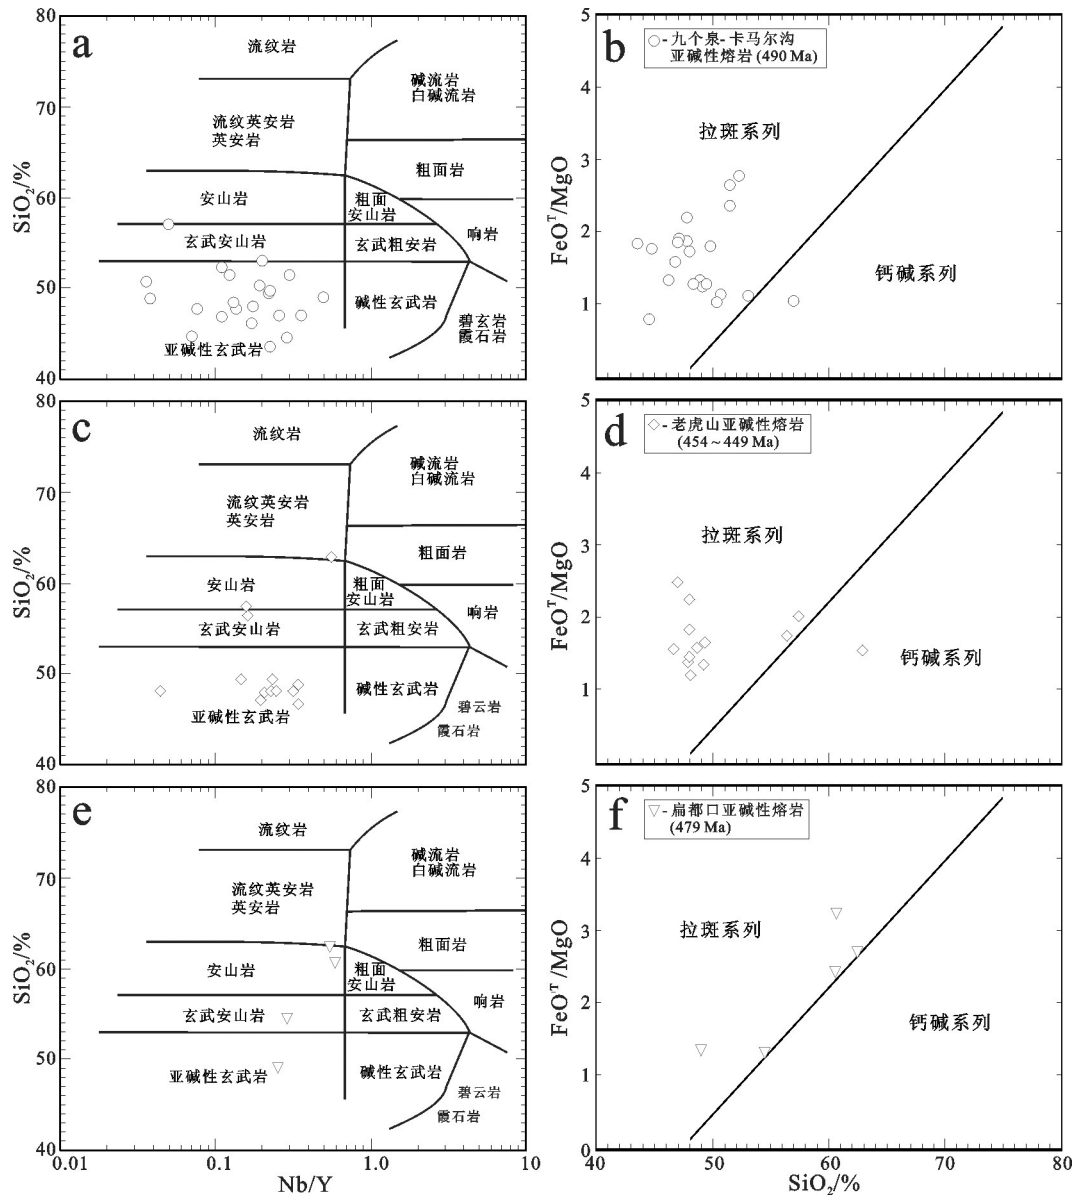 a
80
70
60
50
40
SiO₂/%
流纹岩
碱流岩
白碱流岩
流纹英安岩
英安岩
粗面岩
安山岩
粗面
安山岩
响岩
玄武安山岩
玄武粗安岩
碱性玄武岩
碧玄岩
霞石岩
亚碱性玄武岩
b
5
4
3
2
1
FeOᵀ/MgO
○-九个泉-卡马尔沟
亚碱性熔岩 (490 Ma)
拉斑系列
钙碱系列
c
80
70
60
50
40
SiO₂/%
流纹岩
碱流岩
白碱流岩
流纹英安岩
英安岩
粗面岩
安山岩
粗面
安山岩
响岩
玄武安山岩
玄武粗安岩
碱性玄武岩
碧云岩
霞石岩
亚碱性玄武岩
d
5
4
3
2
1
FeOᵀ/MgO
◇-老虎山亚碱性熔岩
(454~449 Ma)
拉斑系列
钙碱系列
e
80
70
60
50
40
SiO₂/%
流纹岩
碱流岩
白碱流岩
流纹英安岩
英安岩
粗面岩
安山岩
粗面
安山岩
响岩
玄武安山岩
玄武粗安岩
亚碱性玄武岩
碱性玄武岩
碧云岩
霞石岩
0.01
0.1
1.0
10
Nb/Y
f
5
4
3
2
1
0
FeOᵀ/MgO
▽-扁都口亚碱性熔岩
(479 Ma)
拉斑系列
钙碱系列
40
50
60
70
80
SiO₂/%